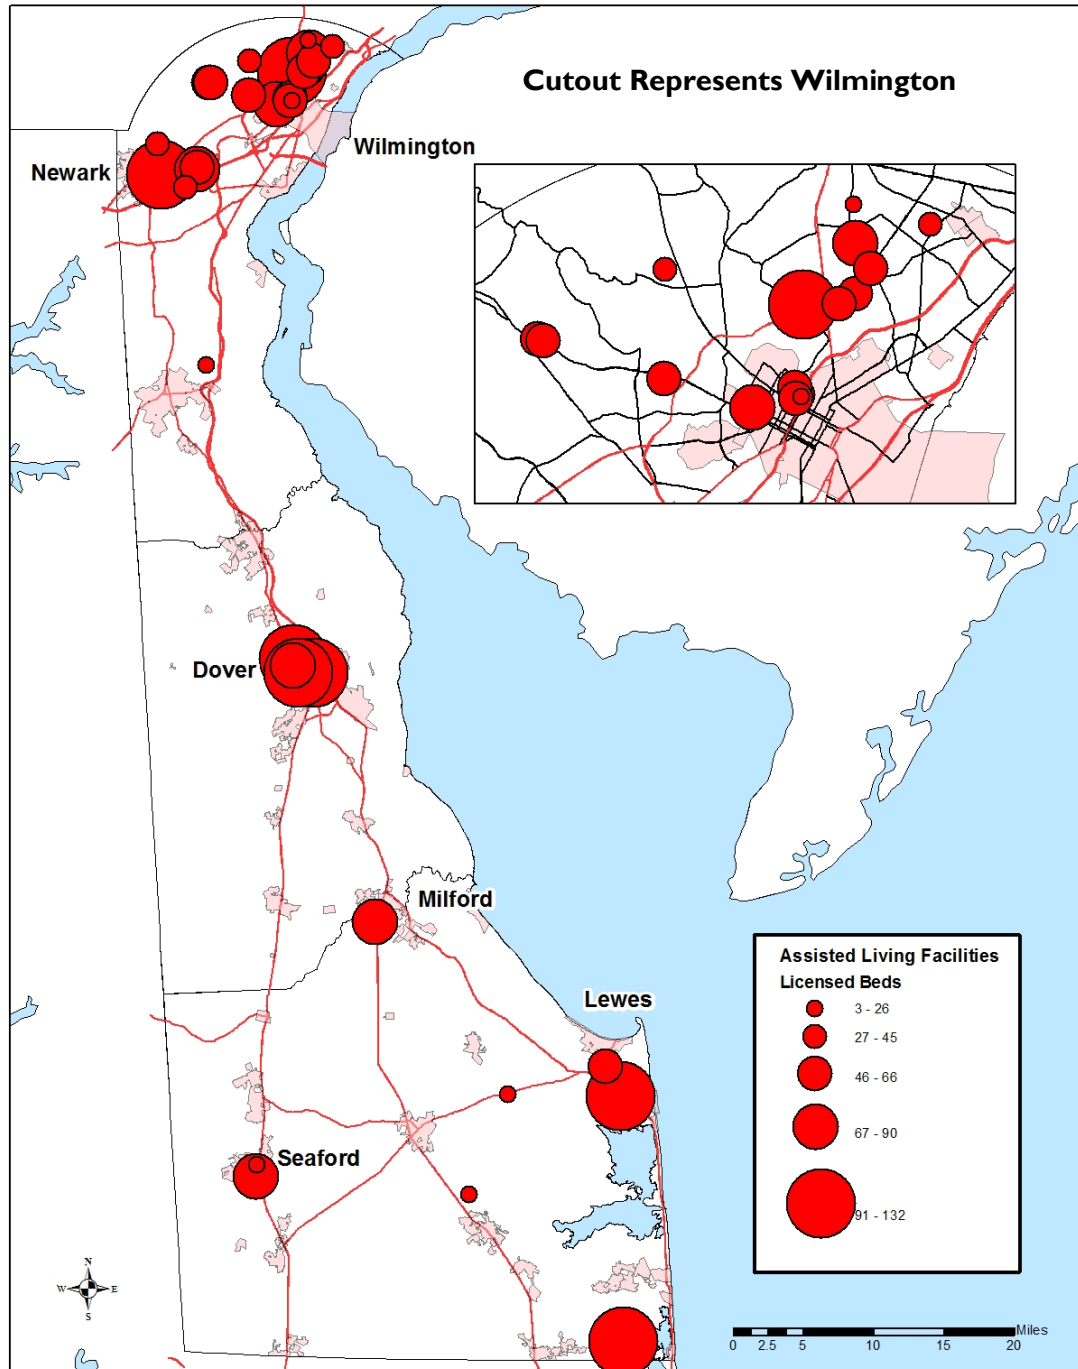 Cutout Represents Wilmington
Wilmington
Newark
Dover
Milford
Lewes
Seaford
Assisted Living Facilities
Licensed Beds
3 - 26
27 - 45
46 - 66
67 - 90
91 - 132
N
W E
S
Miles
0 2.5 5 10 15 20